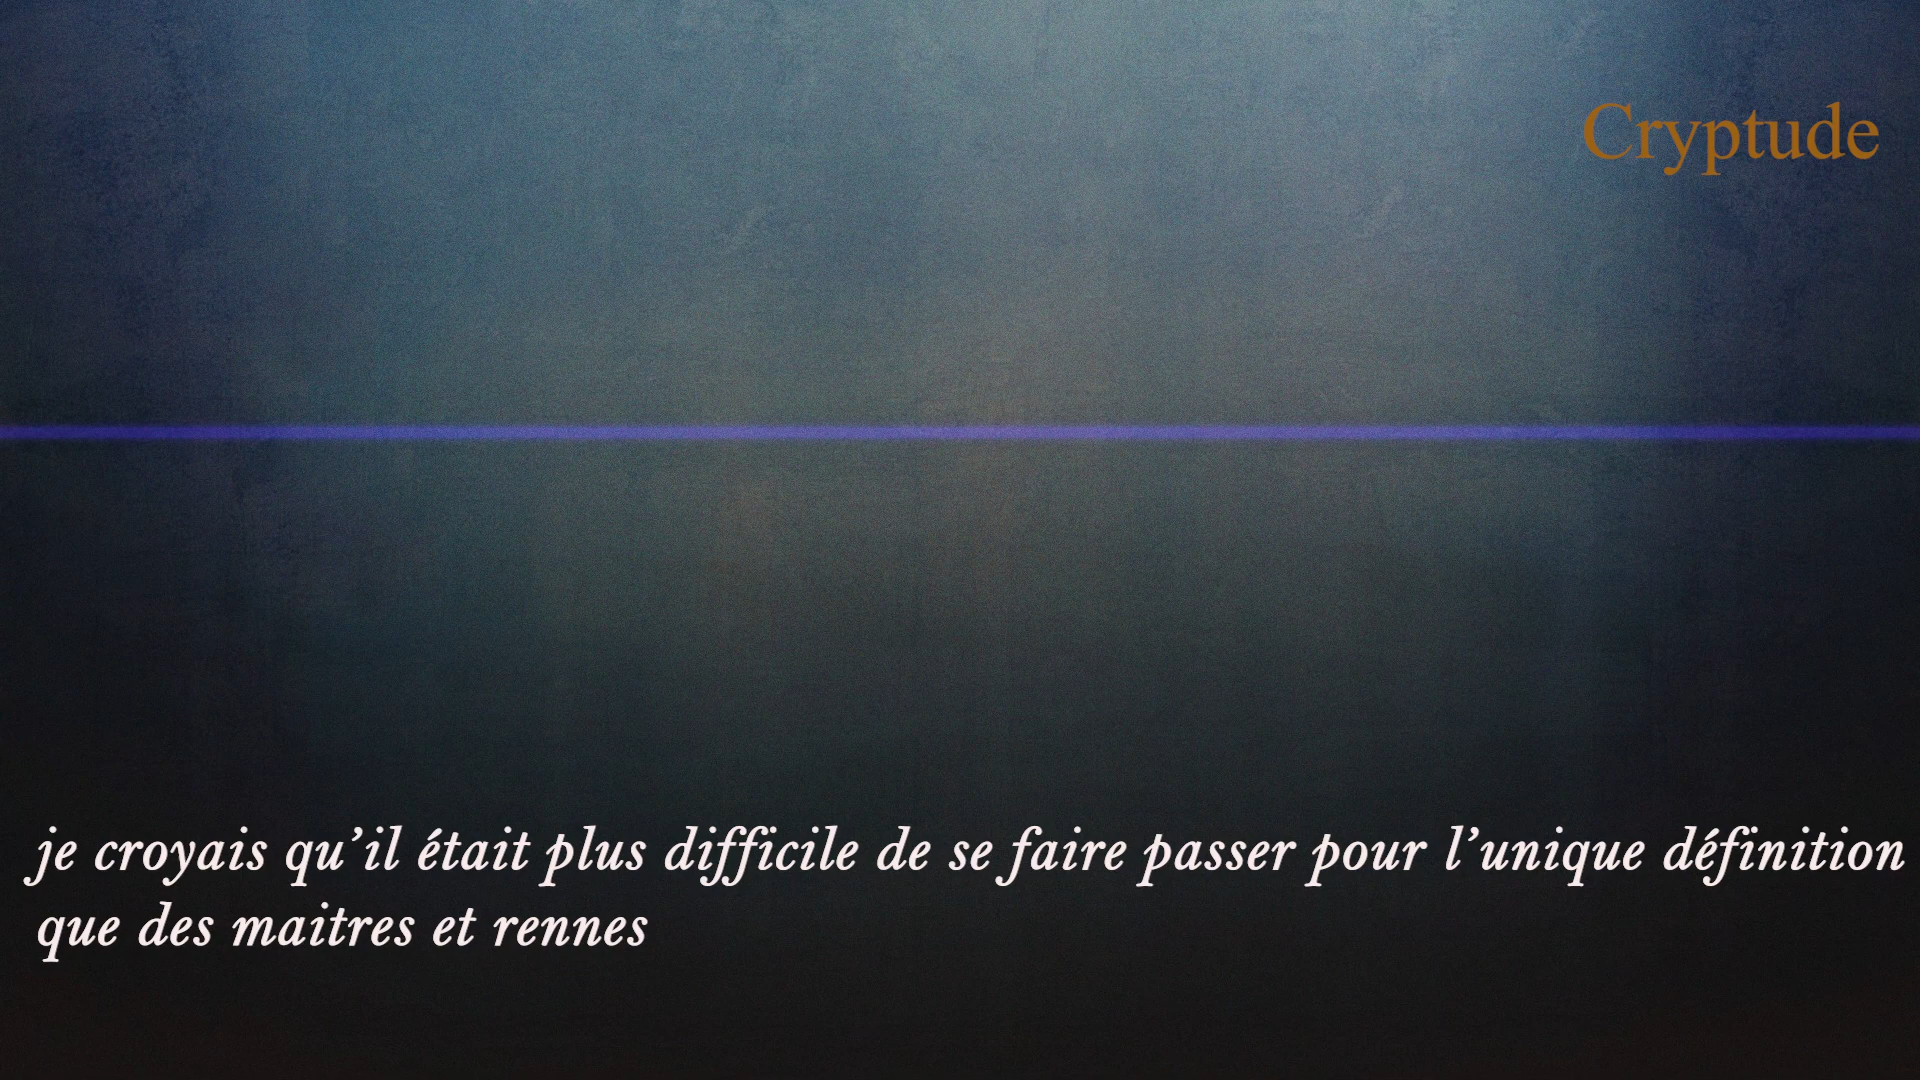 Cryptude
je croyais qu’il était plus difficile de se faire passer pour l’unique définition
que des maitres et rennes